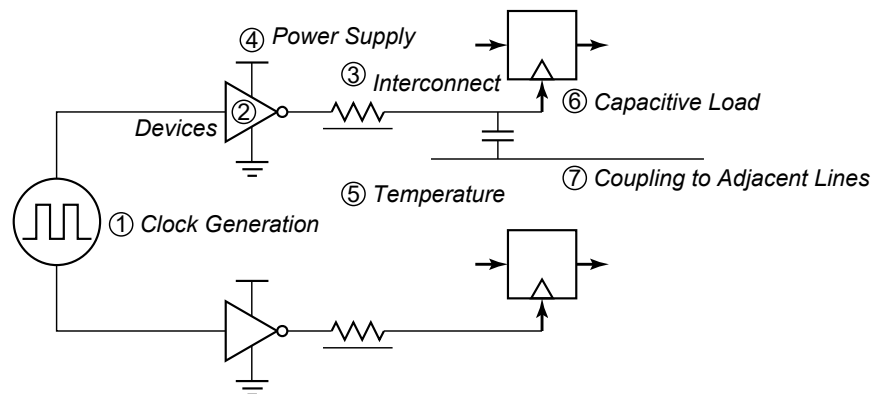 ④ Power Supply
③ Interconnect
② Devices
⑥ Capacitive Load
⑦ Coupling to Adjacent Lines
⑤ Temperature
① Clock Generation